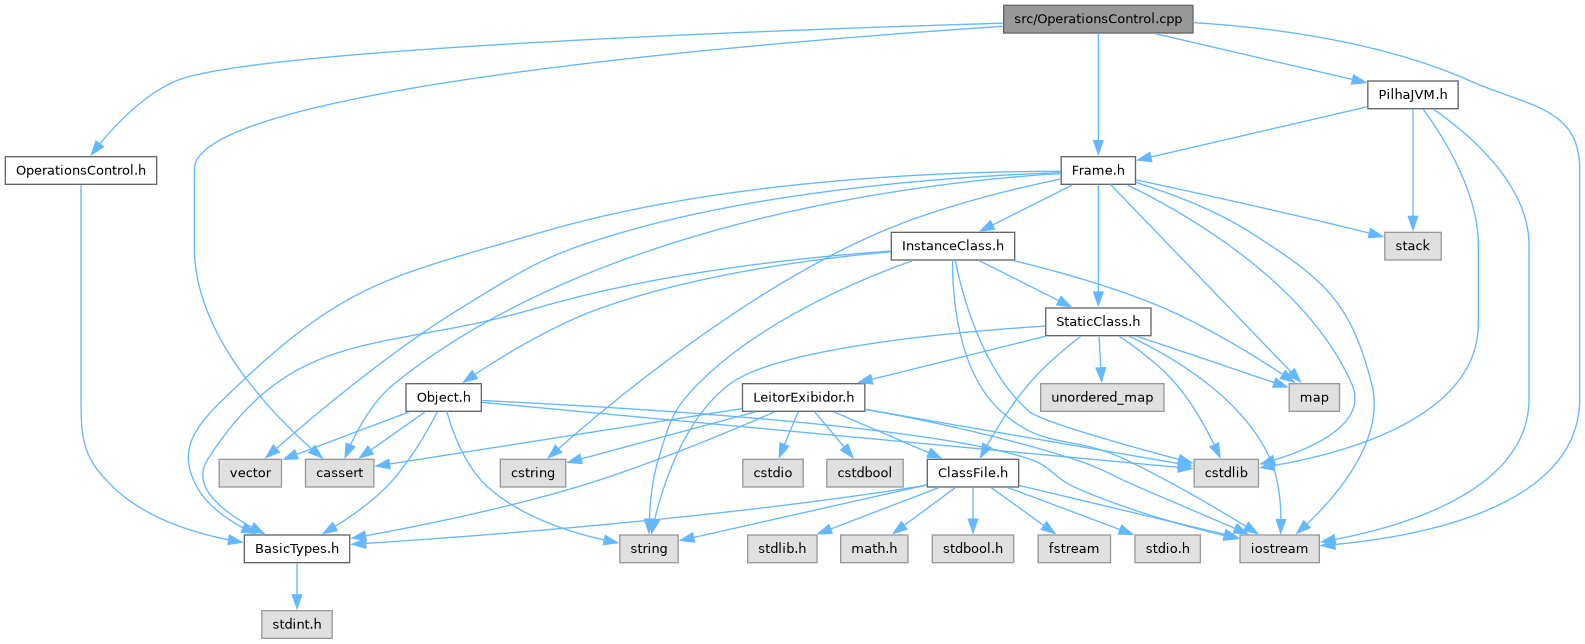 src/OperationsControl.cpp
PilhaJVM.h
OperationsControl.h
Frame.h
InstanceClass.h
stack
StaticClass.h
Object.h
LeitorExibidor.h
unordered_map
map
vector
cassert
cstring
cstdio
cstdbool
ClassFile.h
cstdlib
BasicTypes.h
string
stdlib.h
math.h
stdbool.h
fstream
stdio.h
iostream
stdint.h